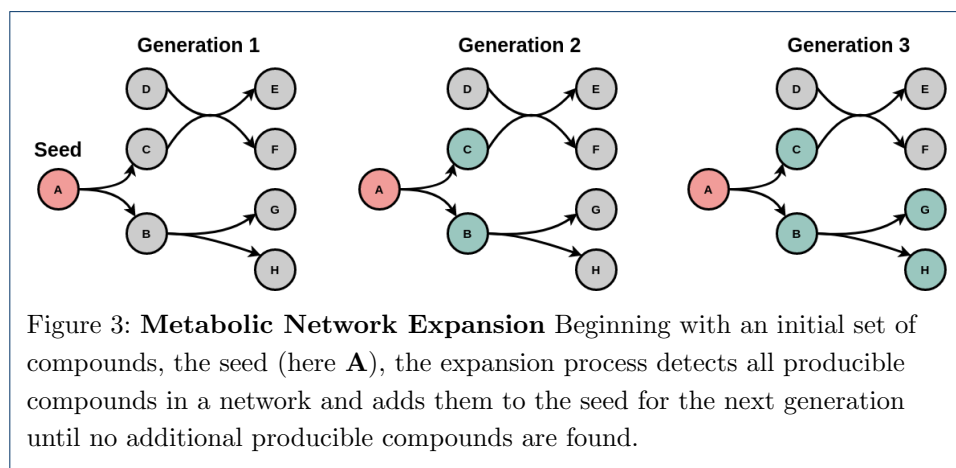 Generation 1 Generation 2 Generation 3
D E D E D E
Seed C F C F C F
A A A
B G B G B G
H H H
Figure 3: Metabolic Network Expansion Beginning with an initial set of
compounds, the seed (here A), the expansion process detects all producible
compounds in a network and adds them to the seed for the next generation
until no additional producible compounds are found.